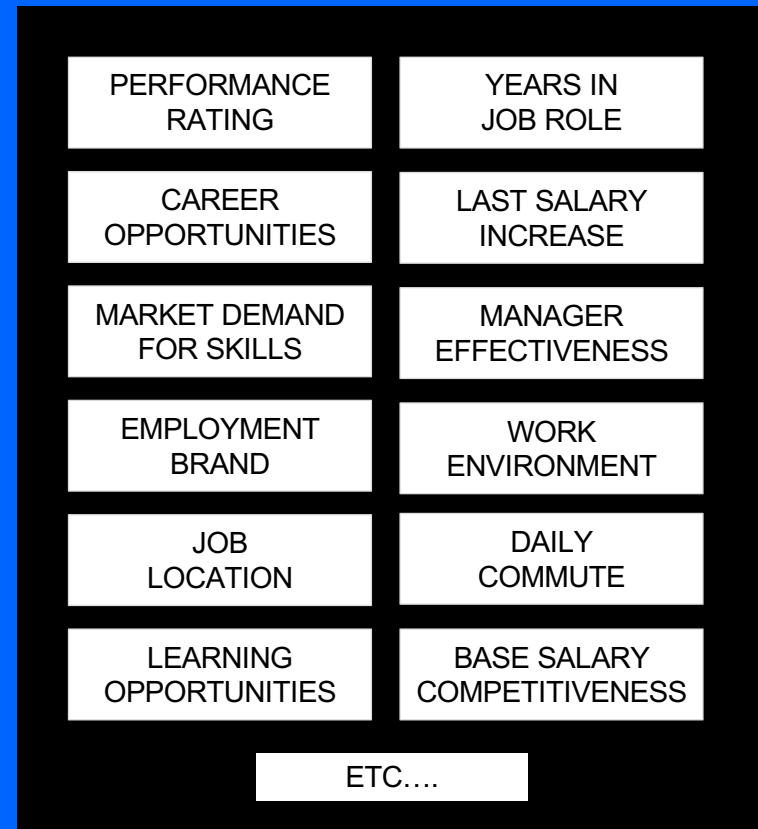 PERFORMANCE
RATING
YEARS IN
JOB ROLE
CAREER
OPPORTUNITIES
LAST SALARY
INCREASE
MARKET DEMAND
FOR SKILLS
MANAGER
EFFECTIVENESS
EMPLOYMENT
BRAND
WORK
ENVIRONMENT
JOB
LOCATION
DAILY
COMMUTE
LEARNING
OPPORTUNITIES
BASE SALARY
COMPETITIVENESS
ETC....